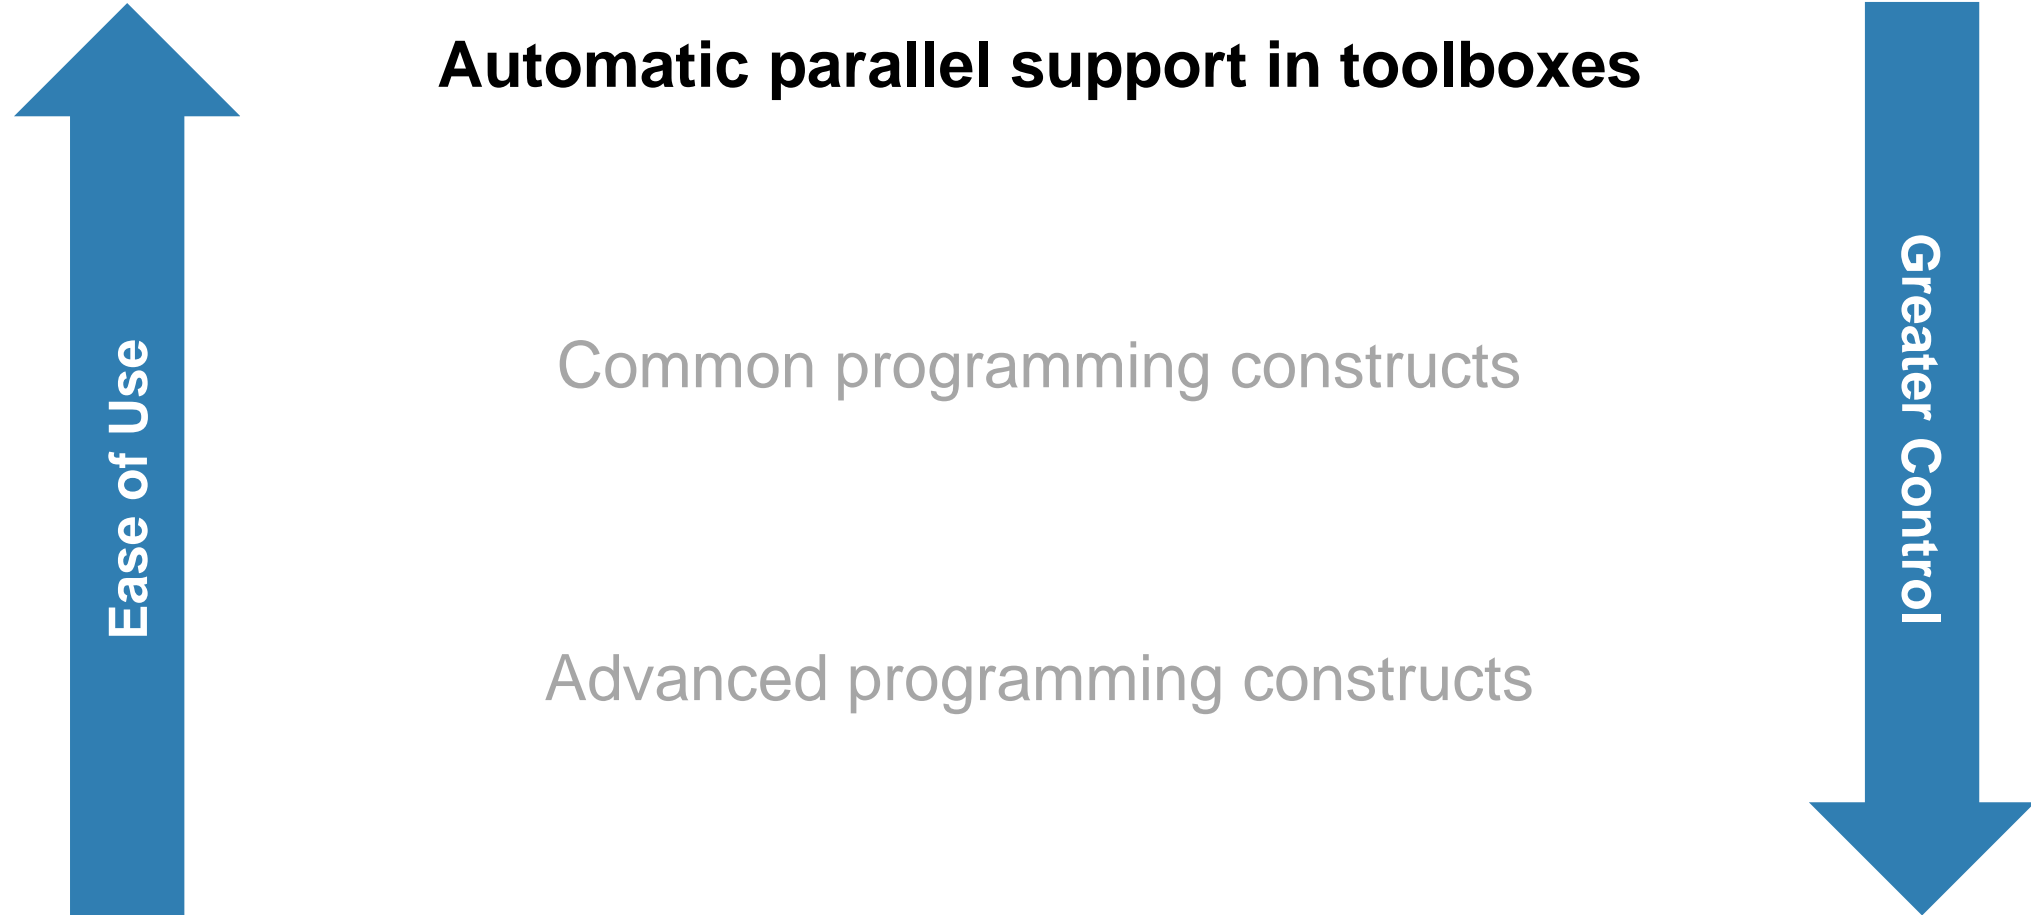 Automatic parallel support in toolboxes
Ease of Use
Greater Control
Common programming constructs
Advanced programming constructs